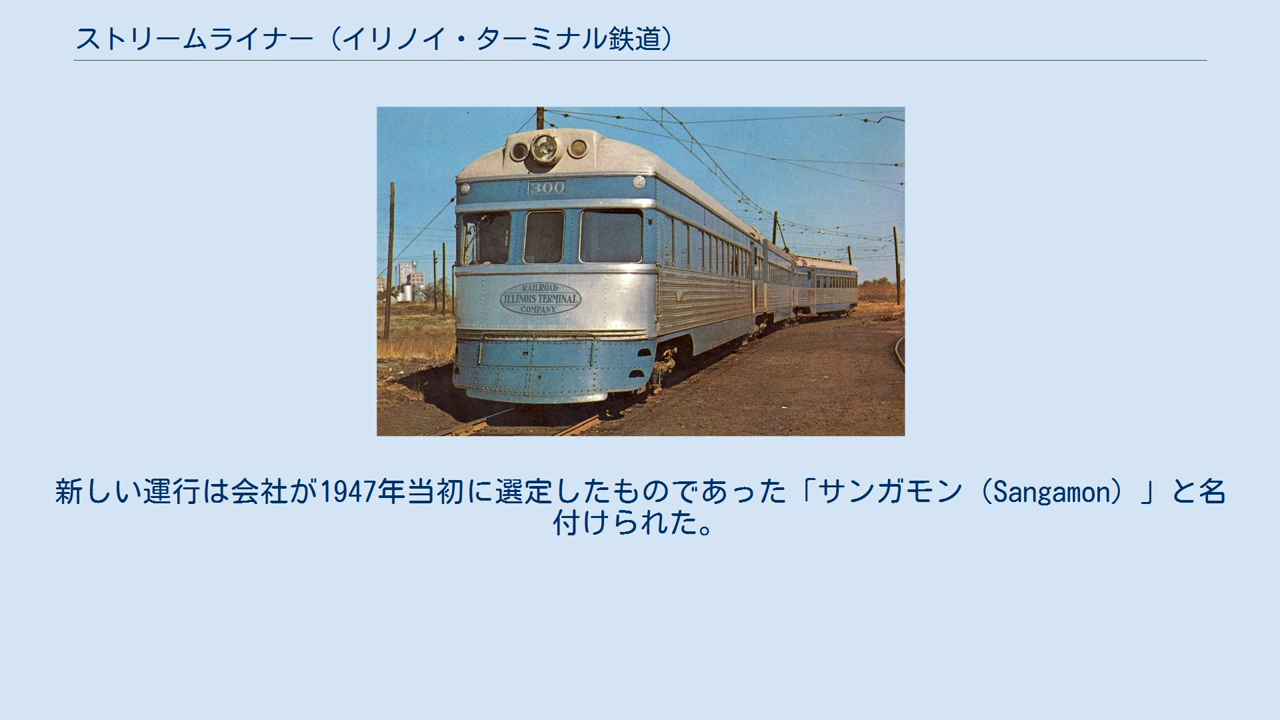 ストリームライナー（イリノイ・ターミナル鉄道）
300
RAILROAD
ILLINOIS TERMINAL
COMPANY
新しい運行は会社が1947年当初に選定したものであった「サンガモン（Sangamon）」と名
付けられた。